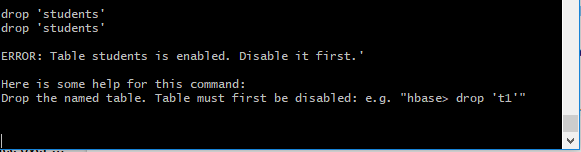 drop 'students'
drop 'students'
ERROR: Table students is enabled. Disable it first.'
Here is some help for this command:
Drop the named table. Table must first be disabled: e.g. "hbase> drop 't1'"